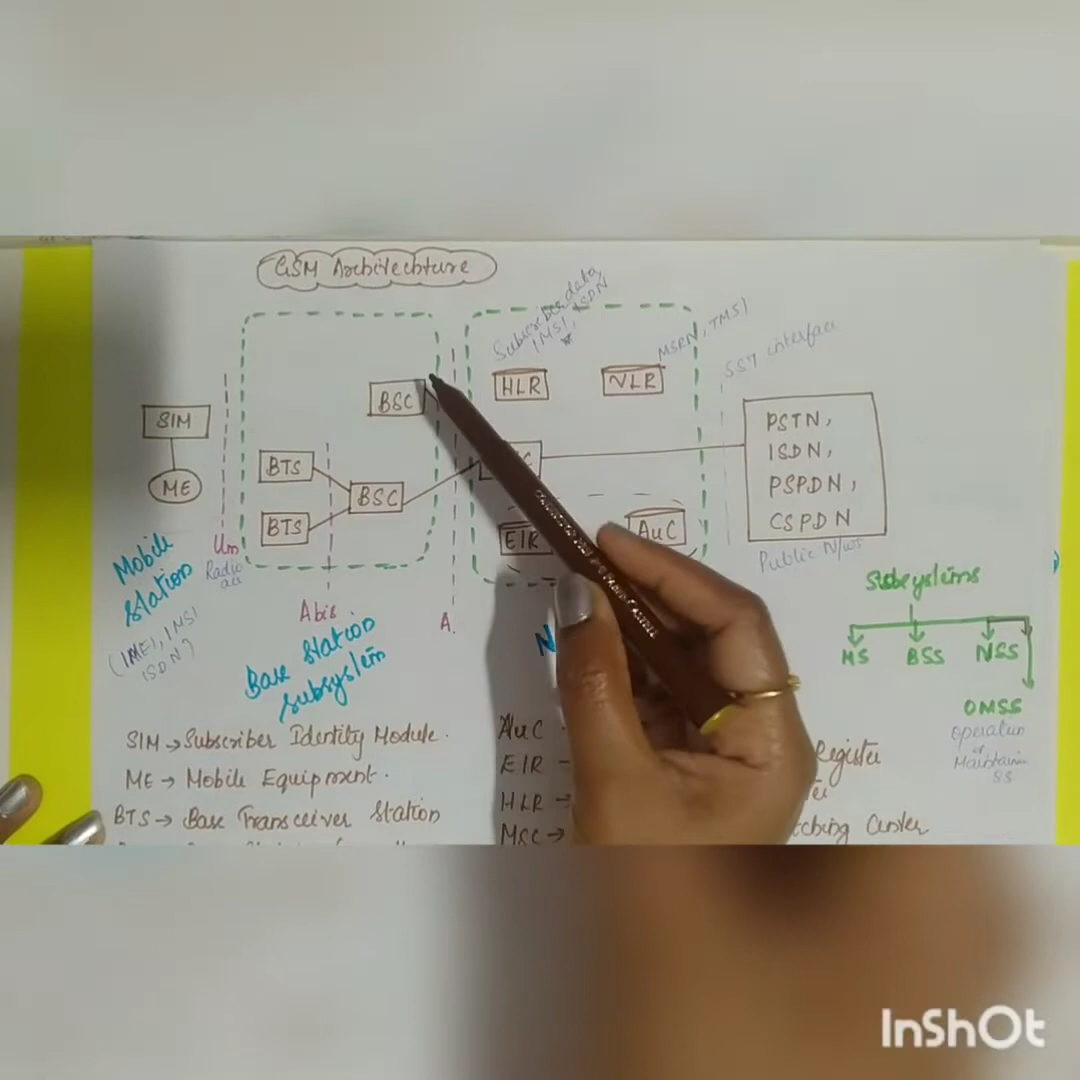 GSM Architechture
Subscriber data,
IMSI, ISDN
MSRN, TMSI
SS7 interface
HLR
VLR
BSC
SIM
ME
BTS
BSC
BTS
EIR
AuC
PSTN,
ISDN,
PSPDN,
CSPDN
Public N/ws
Mobile
Station
(IMEI, IMSI
ISDN)
Um
Radio
Abis.
A.
Base Station
Subsystem
N
Subsystems
MS
BSS
NSS
OMSS
Operation
SS
SIM → Subscriber Identity Module.
ME → Mobile Equipment.
BTS → Base Transceiver Station
AuC
EIR - Register
HLR →
MSC →
InShOt